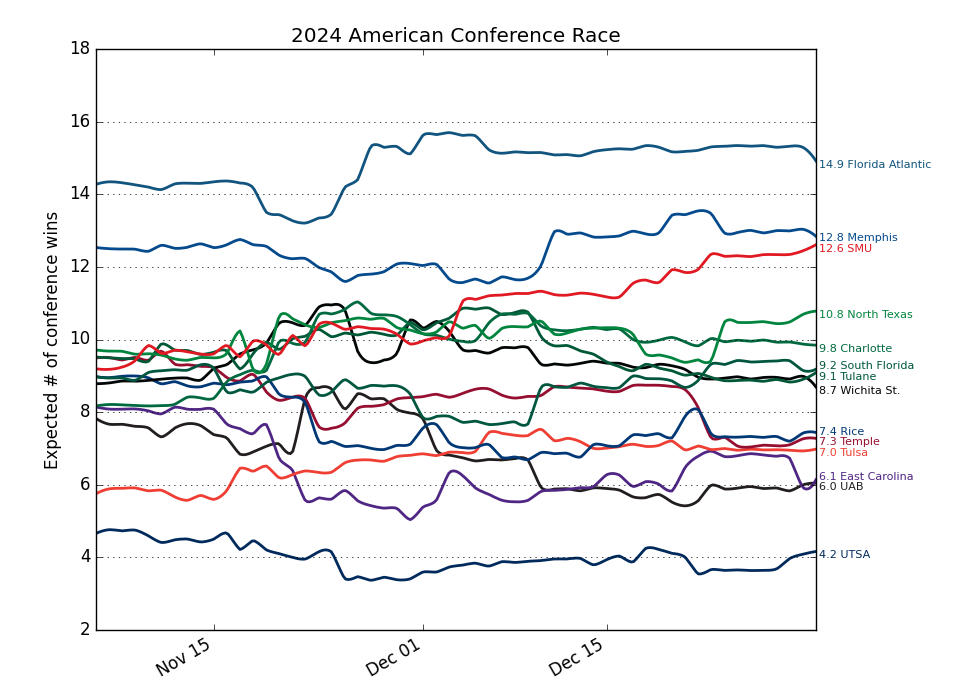 2024 American Conference Race
Expected # of conference wins
18
16
14
12
10
8
6
4
2
Nov 15
Dec 01
Dec 15
14.9 Florida Atlantic
12.8 Memphis
12.6 SMU
10.8 North Texas
9.8 Charlotte
9.2 South Florida
9.1 Tulane
8.7 Wichita St.
7.4 Rice
7.3 Temple
7.0 Tulsa
6.1 East Carolina
6.0 UAB
4.2 UTSA